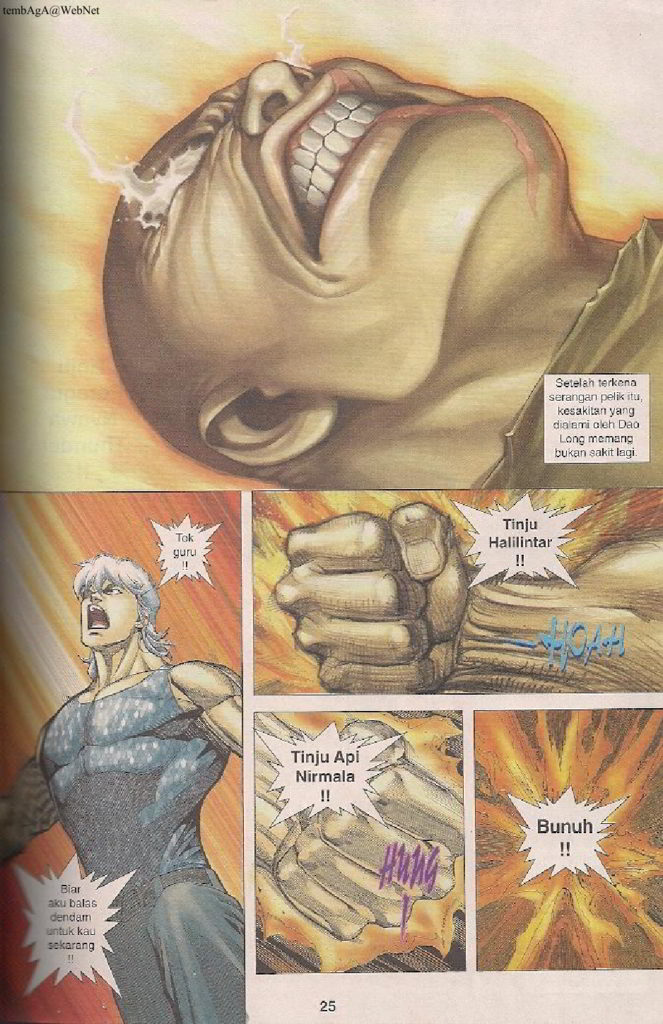 tembAgA@WebNet
Setelah terkena
serangan pelik itu,
kesakitan yang
dialami oleh Dao
Long memang
bukan sakit lagi.
Tok
guru
!!
Biar
aku balas
dendam
untuk kau
sekarang
!!
Tinju
Halilintar
!!
HOAH
Tinju Api
Nirmala
!!
HUNG
!
Bunuh
!!
25